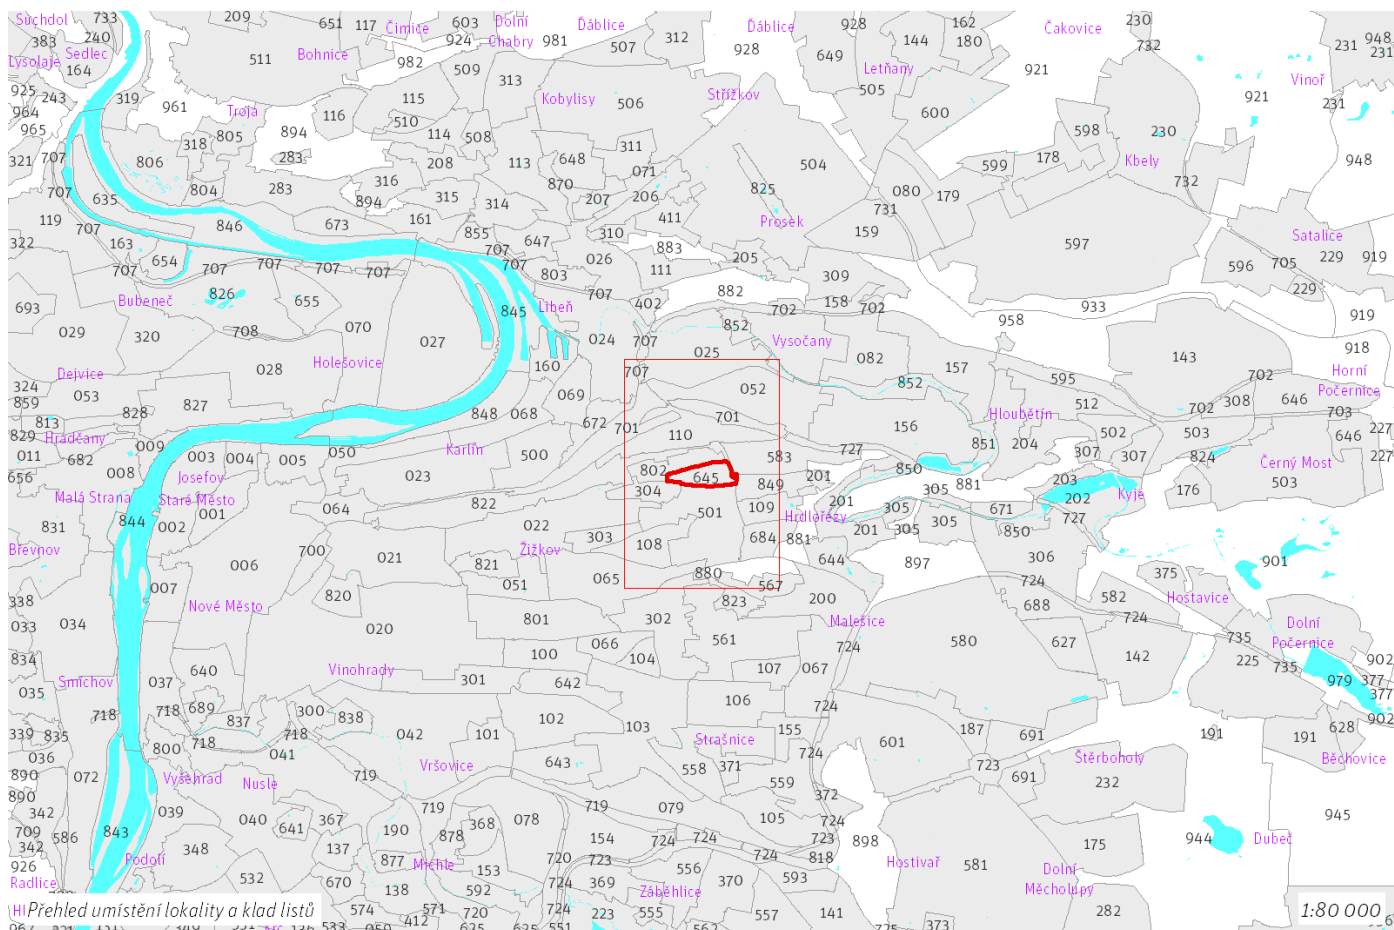 Suchdol 733 209 651 117 Čimice 603 Dolní Ďáblice 312 Ďáblice 928 162 Čakovice 230
383 240 924 Chabry 981 507 928 649 144 180 732 231 948
Sedlec 511 Bohnice 982 231
Lysolaje 164 509 313 Letňany 921 Vinoř
925 243 319 961 Troja 115 Kobylisy 506 Střížkov 505 600 921 231
964 116 510
965 805 894 114 508 311 598 230
321 707 806 318 283 208 113 648 071 504 599 178 Kbely 948
707 635 804 283 316 315 314 870 207 206 825 080 179 732
119 894 411 Prosek 731
322 707 163 846 673 161 855 647 310 883 159 597 Satalice
654 707 026 205 596 705 229 919
707 707 707 707 707 707 803 111 309 229
Bubeneč 826 655 Libeň 707 402 882 158 702 933
693 029 320 708 070 027 845 024 852 702 958 919
707 Vysočany 918
Dejvice 028 Holešovice 160 025 082 157 143 Horní
324 053 707 052 852 595 702 Počernice
859 828 827 069 512 702 308 646
813 848 068 672 701 701 Hloubětín 703
829 Hradčany 009 110 156 851 204 502 503 646 227
011 682 003 004 005 050 Karlín 500 727 307 307 824 Černý Most 227
656 008 Josefov 023 802 645 583 201 850 881 203 503
Malá Strana Staré Město 822 304 849 201 305 202 Kyje 176
831 844 002 001 064 022 501 109 Hrdlořezy 305 305 671 727
Břevnov 700 021 Žižkov 303 108 684 881 201 305 850 901
006 821 644 897 306
007 820 051 065 880 567 724 375
338 034 Nové Město 823 200 688 582 Hostavice
033 020 801 302 Malešice 724 Dolní
834 066 561 580 627 735 Počernice
640 Vinohrady 100 104 107 067 724 142 225 735 902
035 Smíchov 037 301 642 979 377
718 718 689 300 106 724 377
339 835 837 838 102 103 155 187 902
036 800 718 718 042 101 Strašnice 601 691 191 191 628
890 041 643 724 Štěrboholy Běchovice
072 Vyšehrad 719 Vršovice 558 371 723 232
890 Nusle 559 372 691
342 039 719 719 079 945
709 843 040 641 367 190 878 368 078 105 724
342 586 348 137 154 724 724 723 898 175 944 Dubeč
926 Podolí 877 Michle 153 720 723 724 818 Hostivař
Radlice 532 670 138 592 724 369 556 370 593 581 Dolní
Záběhlice Měcholupy
Přehled umístění lokality a klad listů 574 571 720 724 223 555 557 141 282 1:80 000
412 373